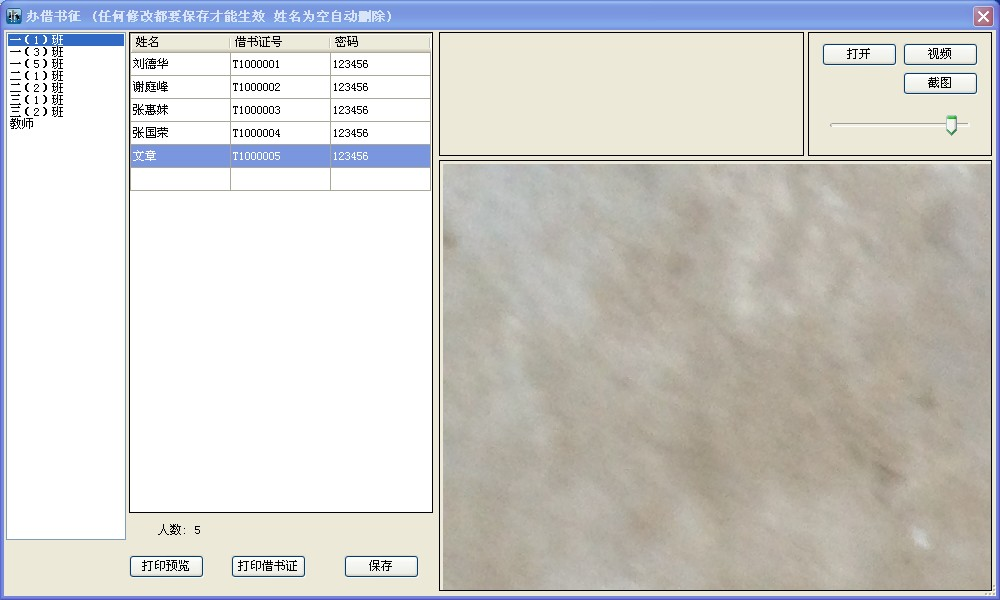 办借书征 (任何修改都要保存才能生效 姓名为空自动删除)
一(1)班
一(3)班
一(5)班
二(1)班
二(2)班
三(1)班
三(2)班
教师
姓名 借书证号 密码
刘德华 T1000001 123456
谢庭峰 T1000002 123456
张惠妹 T1000003 123456
张国荣 T1000004 123456
文章 T1000005 123456
人数: 5
打印预览 打印借书证 保存
打开 视频
截图